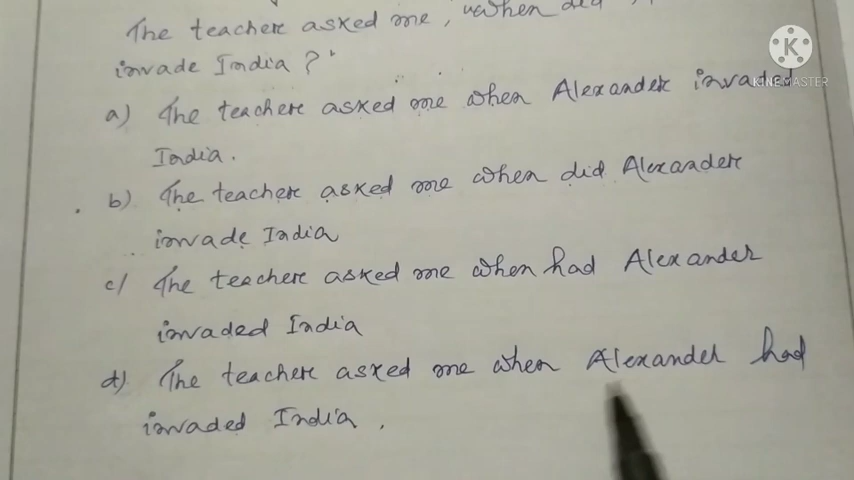 The teacher asked me, "When did
invade India?"
a) The teacher asked me when Alexander invaded
India.
b) The teacher asked me when did Alexander
invade India
c) The teacher asked me when had Alexander
invaded India
d) The teacher asked me when Alexander had
invaded India.
K
KINEMASTER